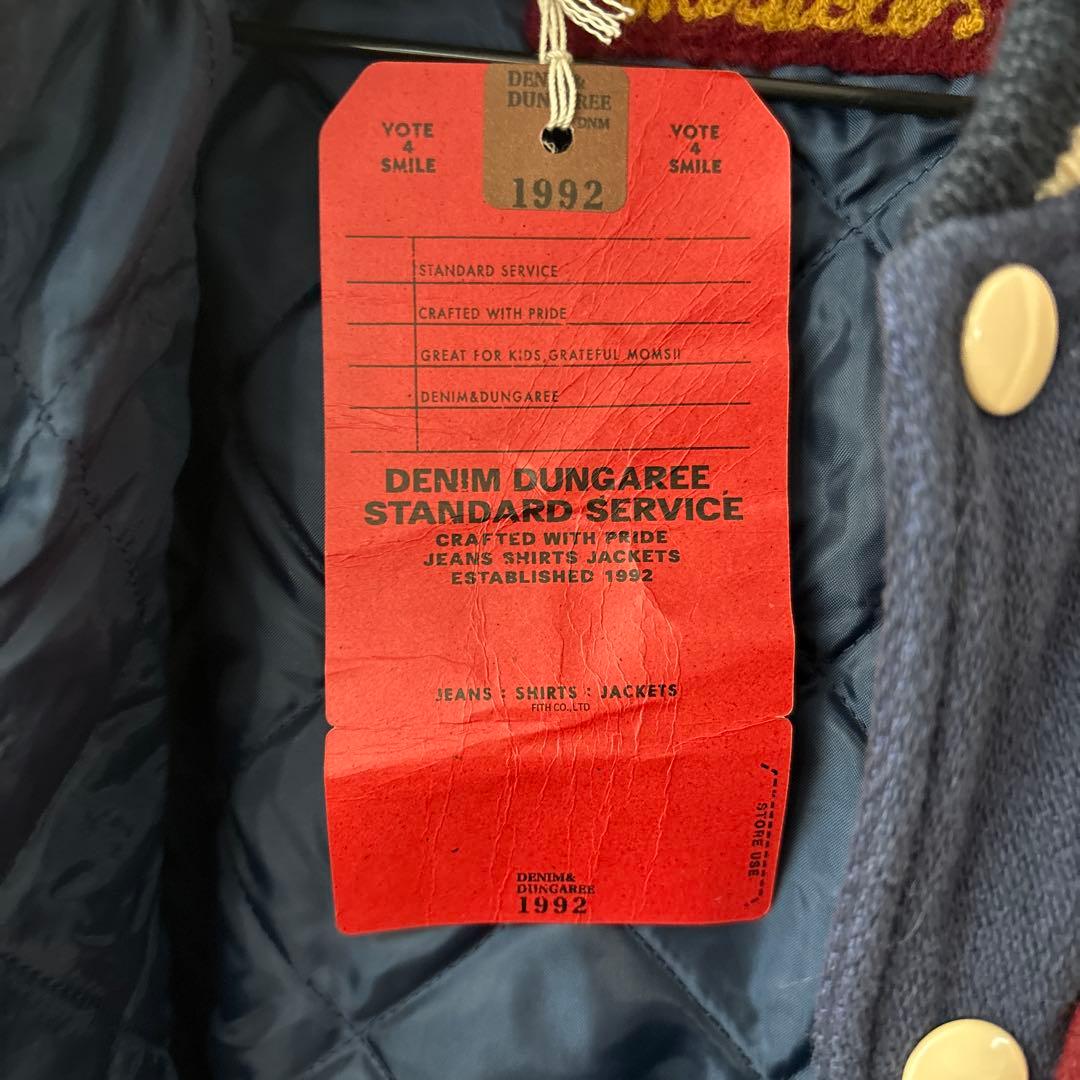 DENIM&
DUNGAREE
DNM
1992
VOTE
4
SMILE
VOTE
4
SMILE
STANDARD SERVICE
CRAFTED WITH PRIDE
GREAT FOR KIDS,GRATEFUL MOMS!!
DENIM&DUNGAREE
DENIM DUNGAREE
STANDARD SERVICE
CRAFTED WITH PRIDE
JEANS SHIRTS JACKETS
ESTABLISHED 1992
JEANS : SHIRTS : JACKETS
FITH CO.,LTD
STORE USE
DENIM&
DUNGAREE
1992